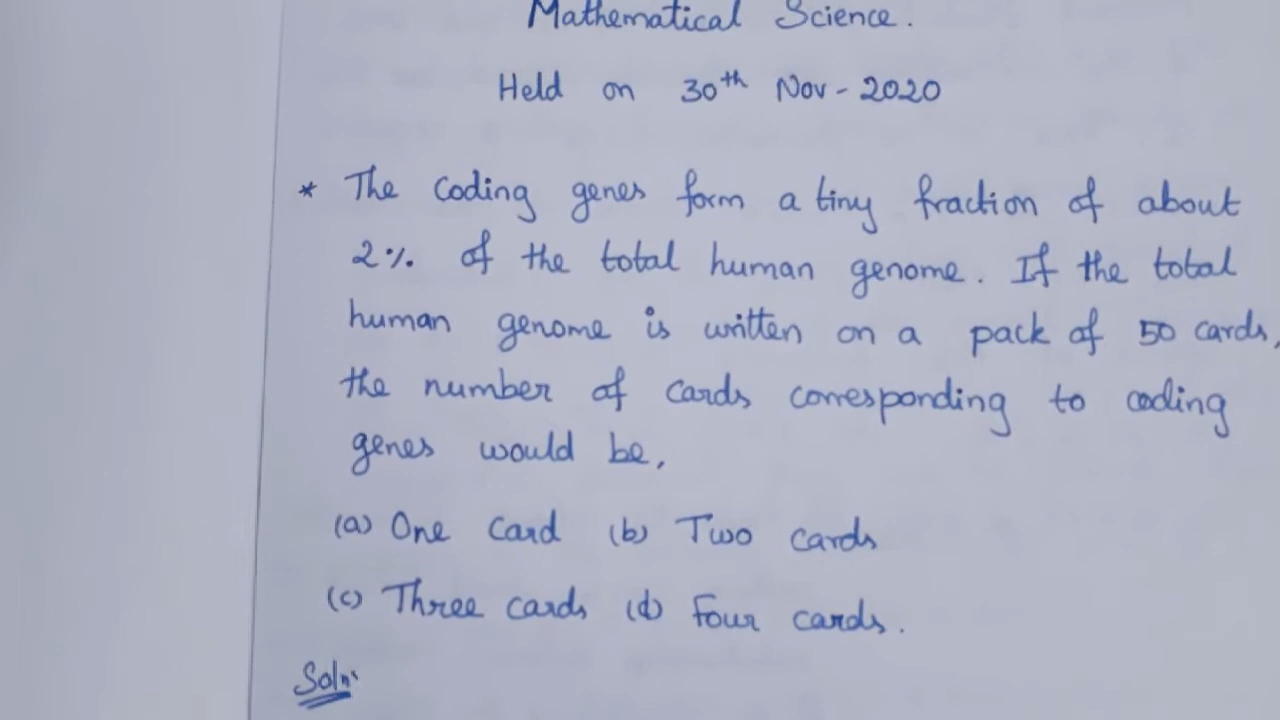 Mathematical Science.
Held on 30th Nov - 2020
* The coding genes form a tiny fraction of about
2%. of the total human genome. If the total
human genome is written on a pack of 50 cards,
the number of cards corresponding to coding
genes would be,
(a) One card (b) Two cards
(c) Three cards (d) Four cards.
Soln: